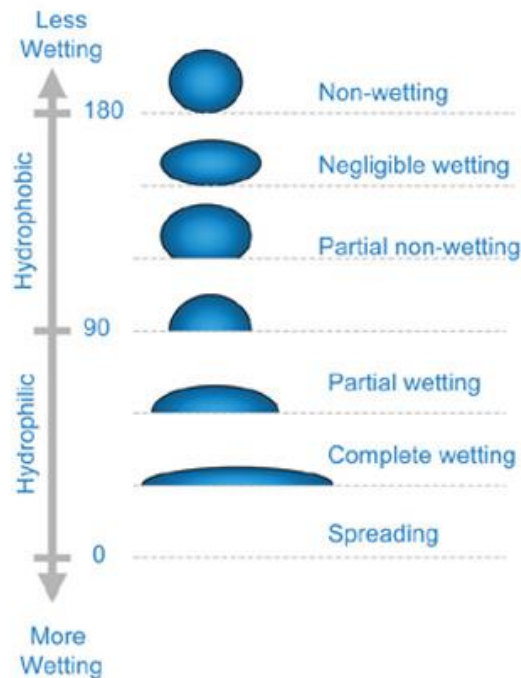 Less
Wetting
180
Non-wetting
Negligible wetting
Hydrophobic
Partial non-wetting
90
Partial wetting
Hydrophilic
Complete wetting
Spreading
0
More
Wetting